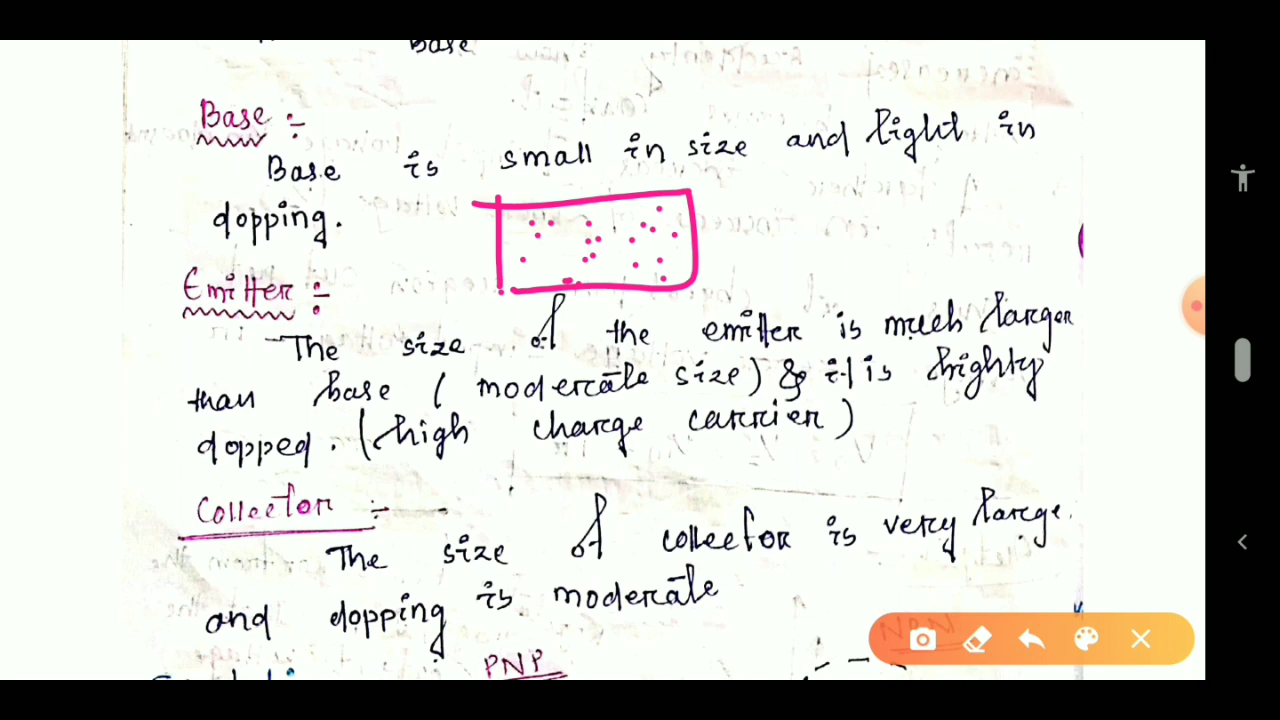 Base
Base :-
Base is small in size and light in
dopping.
Emitter :-
The size of the emitter is much larger
than base ( moderate size) & it is highty
dopped. (high charge carrier)
Collector :-
The size of collector is very large.
and dopping is moderate
PNP